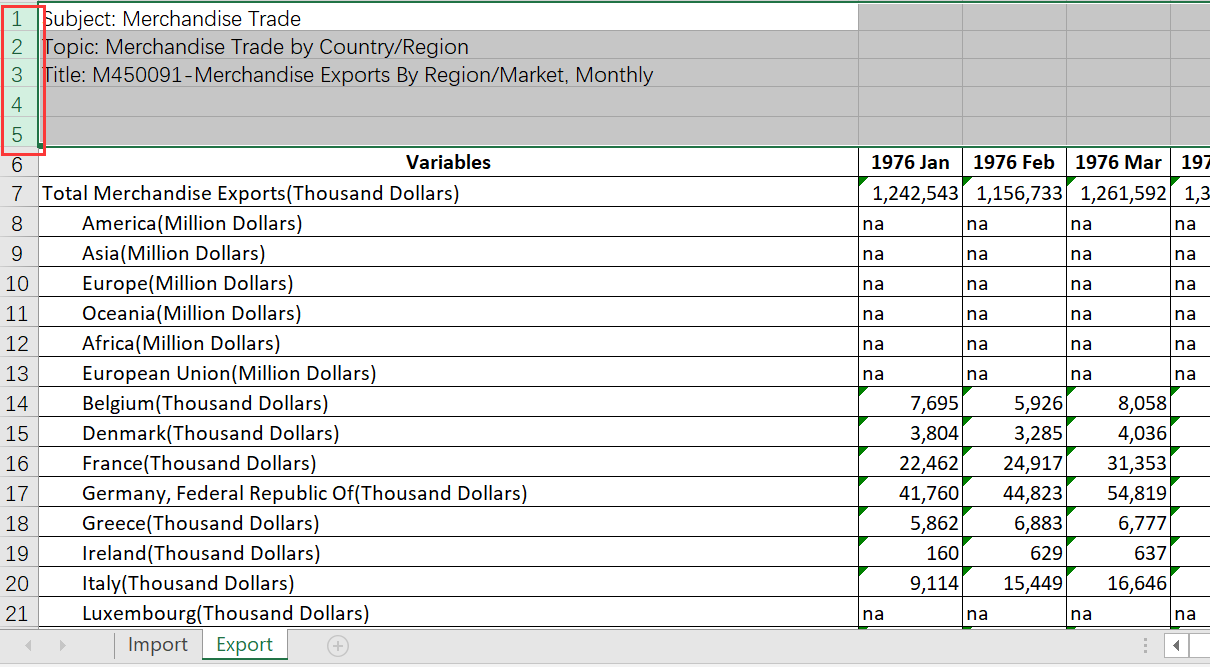 1 Subject: Merchandise Trade
2 Topic: Merchandise Trade by Country/Region
3 Title: M450091-Merchandise Exports By Region/Market, Monthly
4
5
6 Variables 1976 Jan 1976 Feb 1976 Mar 197
7 Total Merchandise Exports(Thousand Dollars) 1,242,543 1,156,733 1,261,592 1,3
8 America(Million Dollars) na na na na
9 Asia(Million Dollars) na na na na
10 Europe(Million Dollars) na na na na
11 Oceania(Million Dollars) na na na na
12 Africa(Million Dollars) na na na na
13 European Union(Million Dollars) na na na na
14 Belgium(Thousand Dollars) 7,695 5,926 8,058
15 Denmark(Thousand Dollars) 3,804 3,285 4,036
16 France(Thousand Dollars) 22,462 24,917 31,353
17 Germany, Federal Republic Of(Thousand Dollars) 41,760 44,823 54,819
18 Greece(Thousand Dollars) 5,862 6,883 6,777
19 Ireland(Thousand Dollars) 160 629 637
20 Italy(Thousand Dollars) 9,114 15,449 16,646
21 Luxembourg(Thousand Dollars) na na na na
Import Export